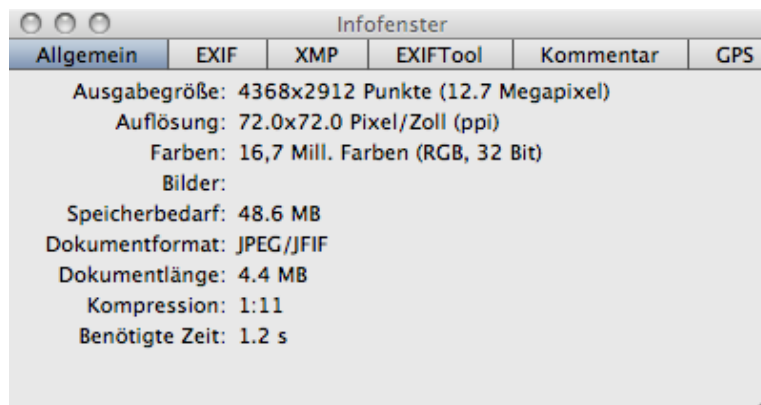 Infofenster
Allgemein EXIF XMP EXIFTool Kommentar GPS
Ausgabegröße: 4368x2912 Punkte (12.7 Megapixel)
Auflösung: 72.0x72.0 Pixel/Zoll (ppi)
Farben: 16,7 Mill. Farben (RGB, 32 Bit)
Bilder:
Speicherbedarf: 48.6 MB
Dokumentformat: JPEG/JFIF
Dokumentlänge: 4.4 MB
Kompression: 1:11
Benötigte Zeit: 1.2 s